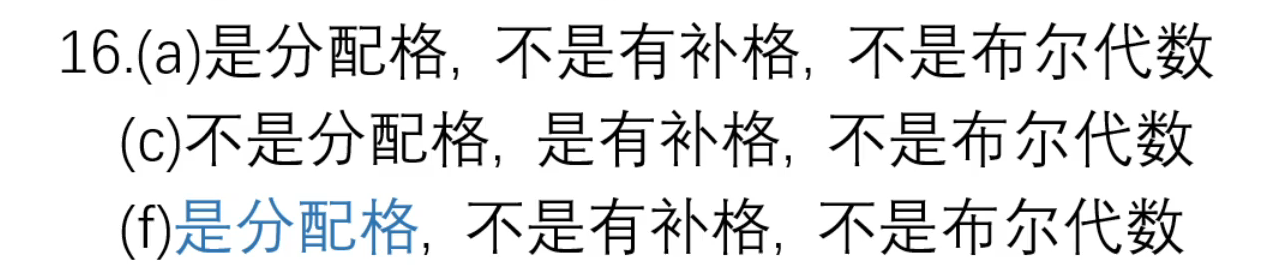 16.(a)是分配格, 不是有补格, 不是布尔代数
(c)不是分配格, 是有补格, 不是布尔代数
(f)是分配格, 不是有补格, 不是布尔代数